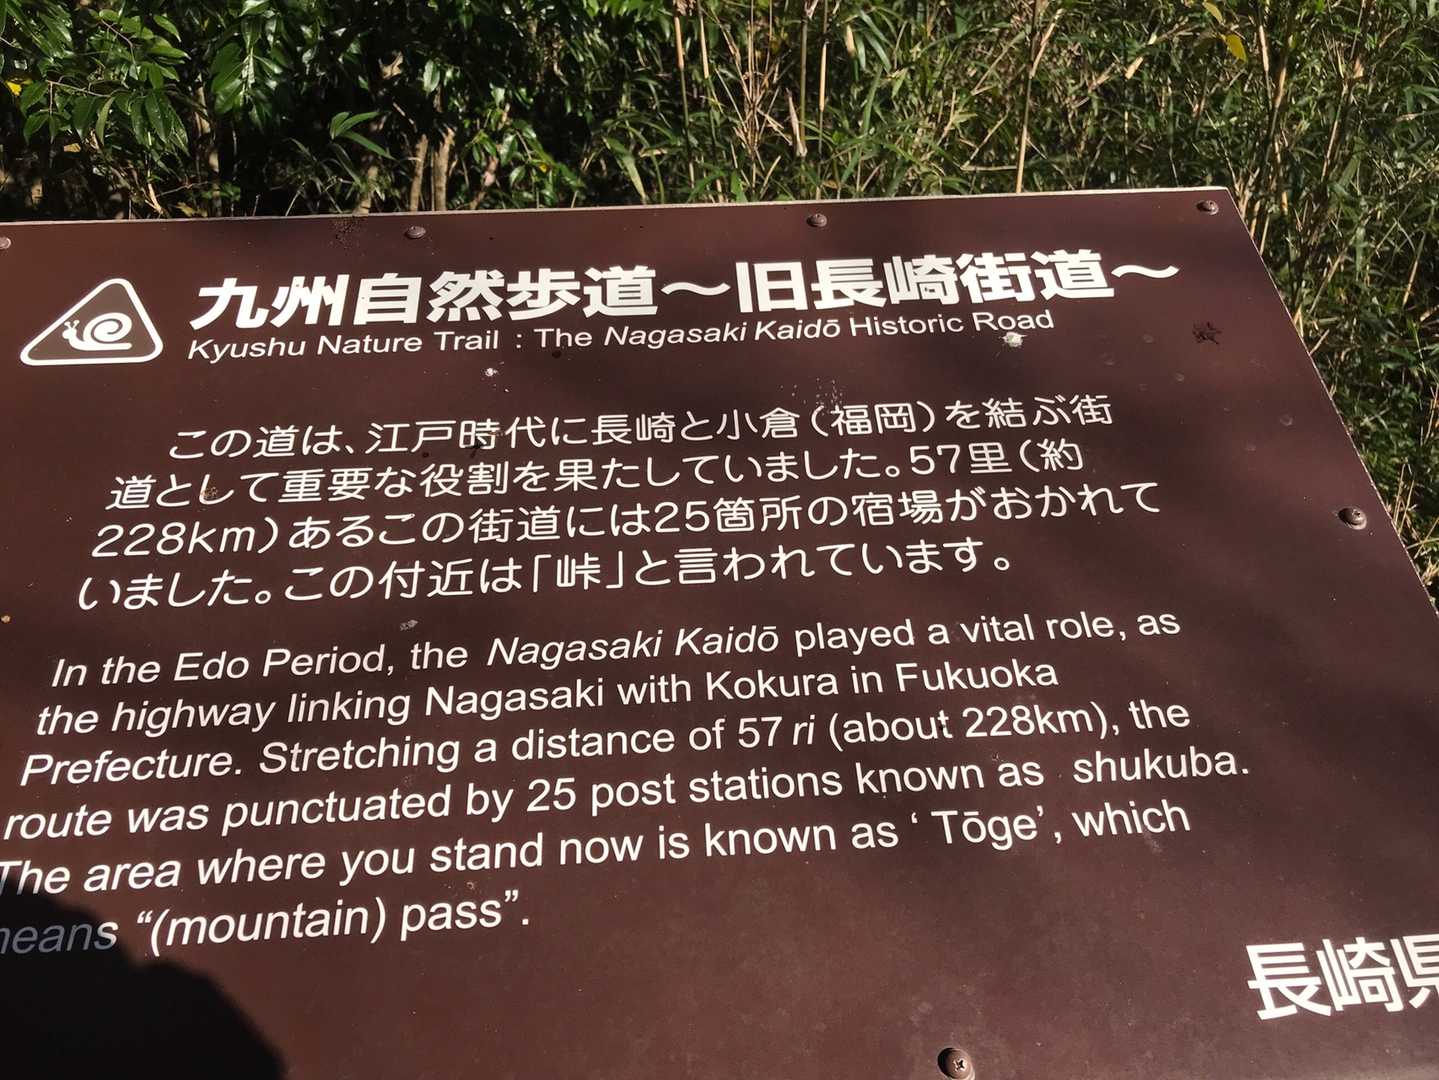 九州自然歩道〜旧長崎街道〜
Kyushu Nature Trail : The Nagasaki Kaidō Historic Road
この道は、江戸時代に長崎と小倉(福岡)を結ぶ街
道として重要な役割を果たしていました。57里(約
228km)あるこの街道には25箇所の宿場がおかれて
いました。この付近は「峠」と言われています。
In the Edo Period, the Nagasaki Kaidō played a vital role, as
the highway linking Nagasaki with Kokura in Fukuoka
Prefecture. Stretching a distance of 57 ri (about 228km), the
route was punctuated by 25 post stations known as shukuba.
The area where you stand now is known as ‘ Tōge’, which
means “(mountain) pass”.
長崎県